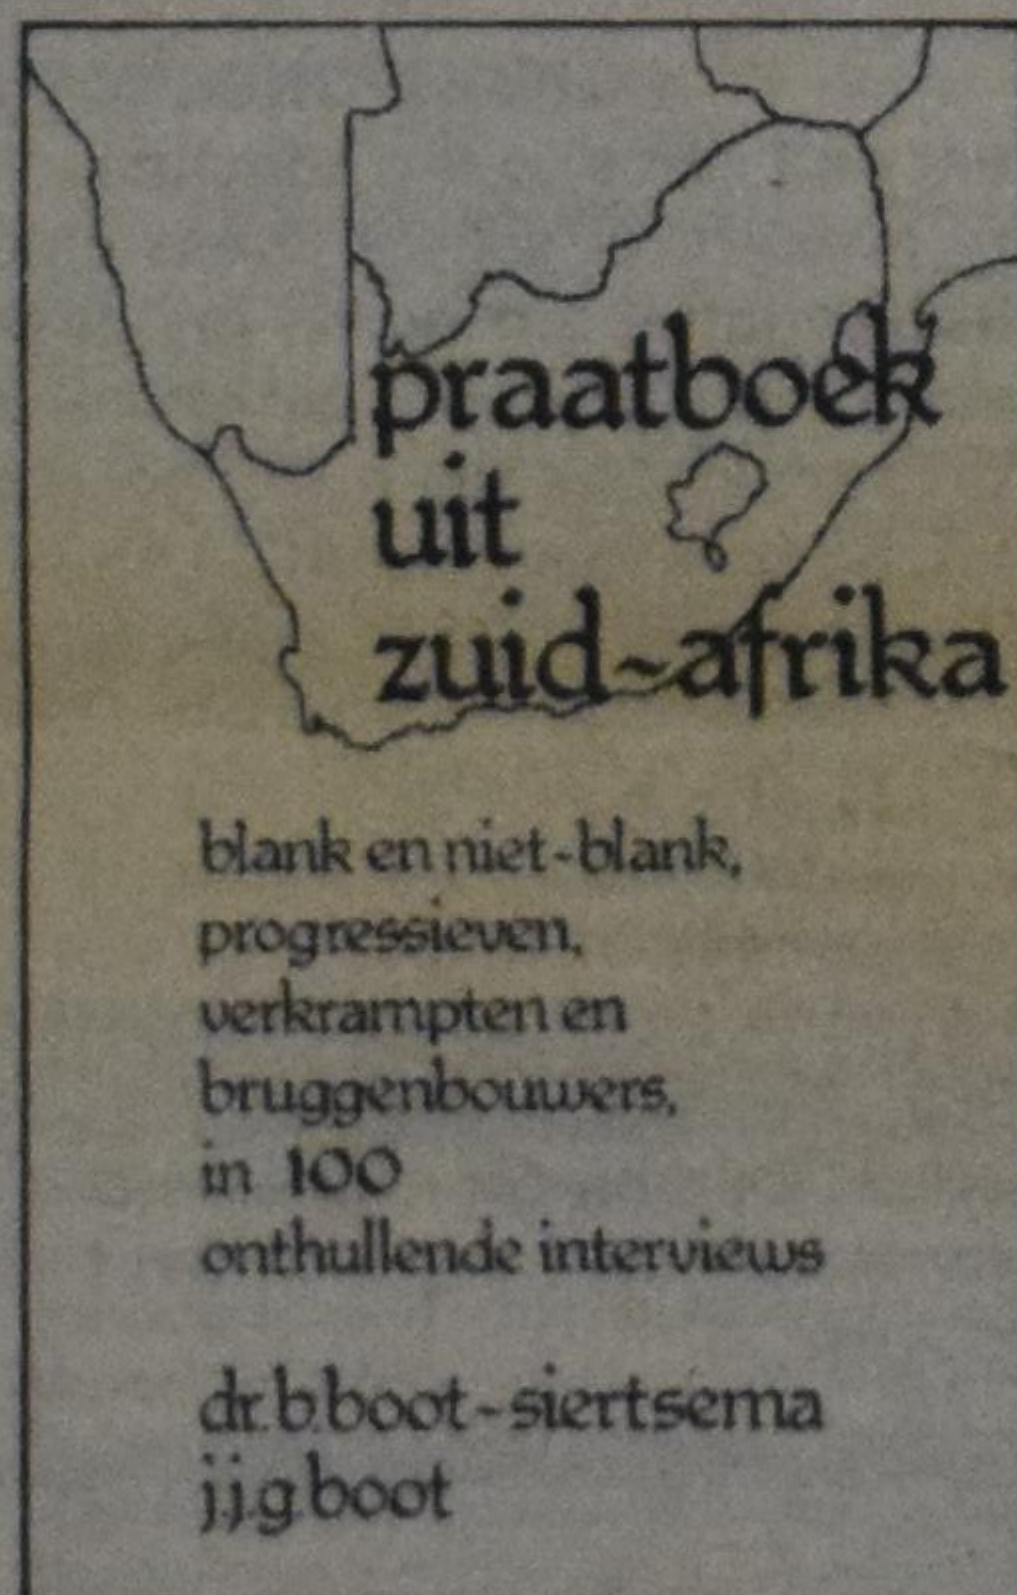 praatboek
uit
zuid-afrika
blank en niet-blank,
progressieven,
verkrampten en
bruggenbouwers,
in 100
onthullende interviews
dr.b.boot-siertsema
j.j.g.boot